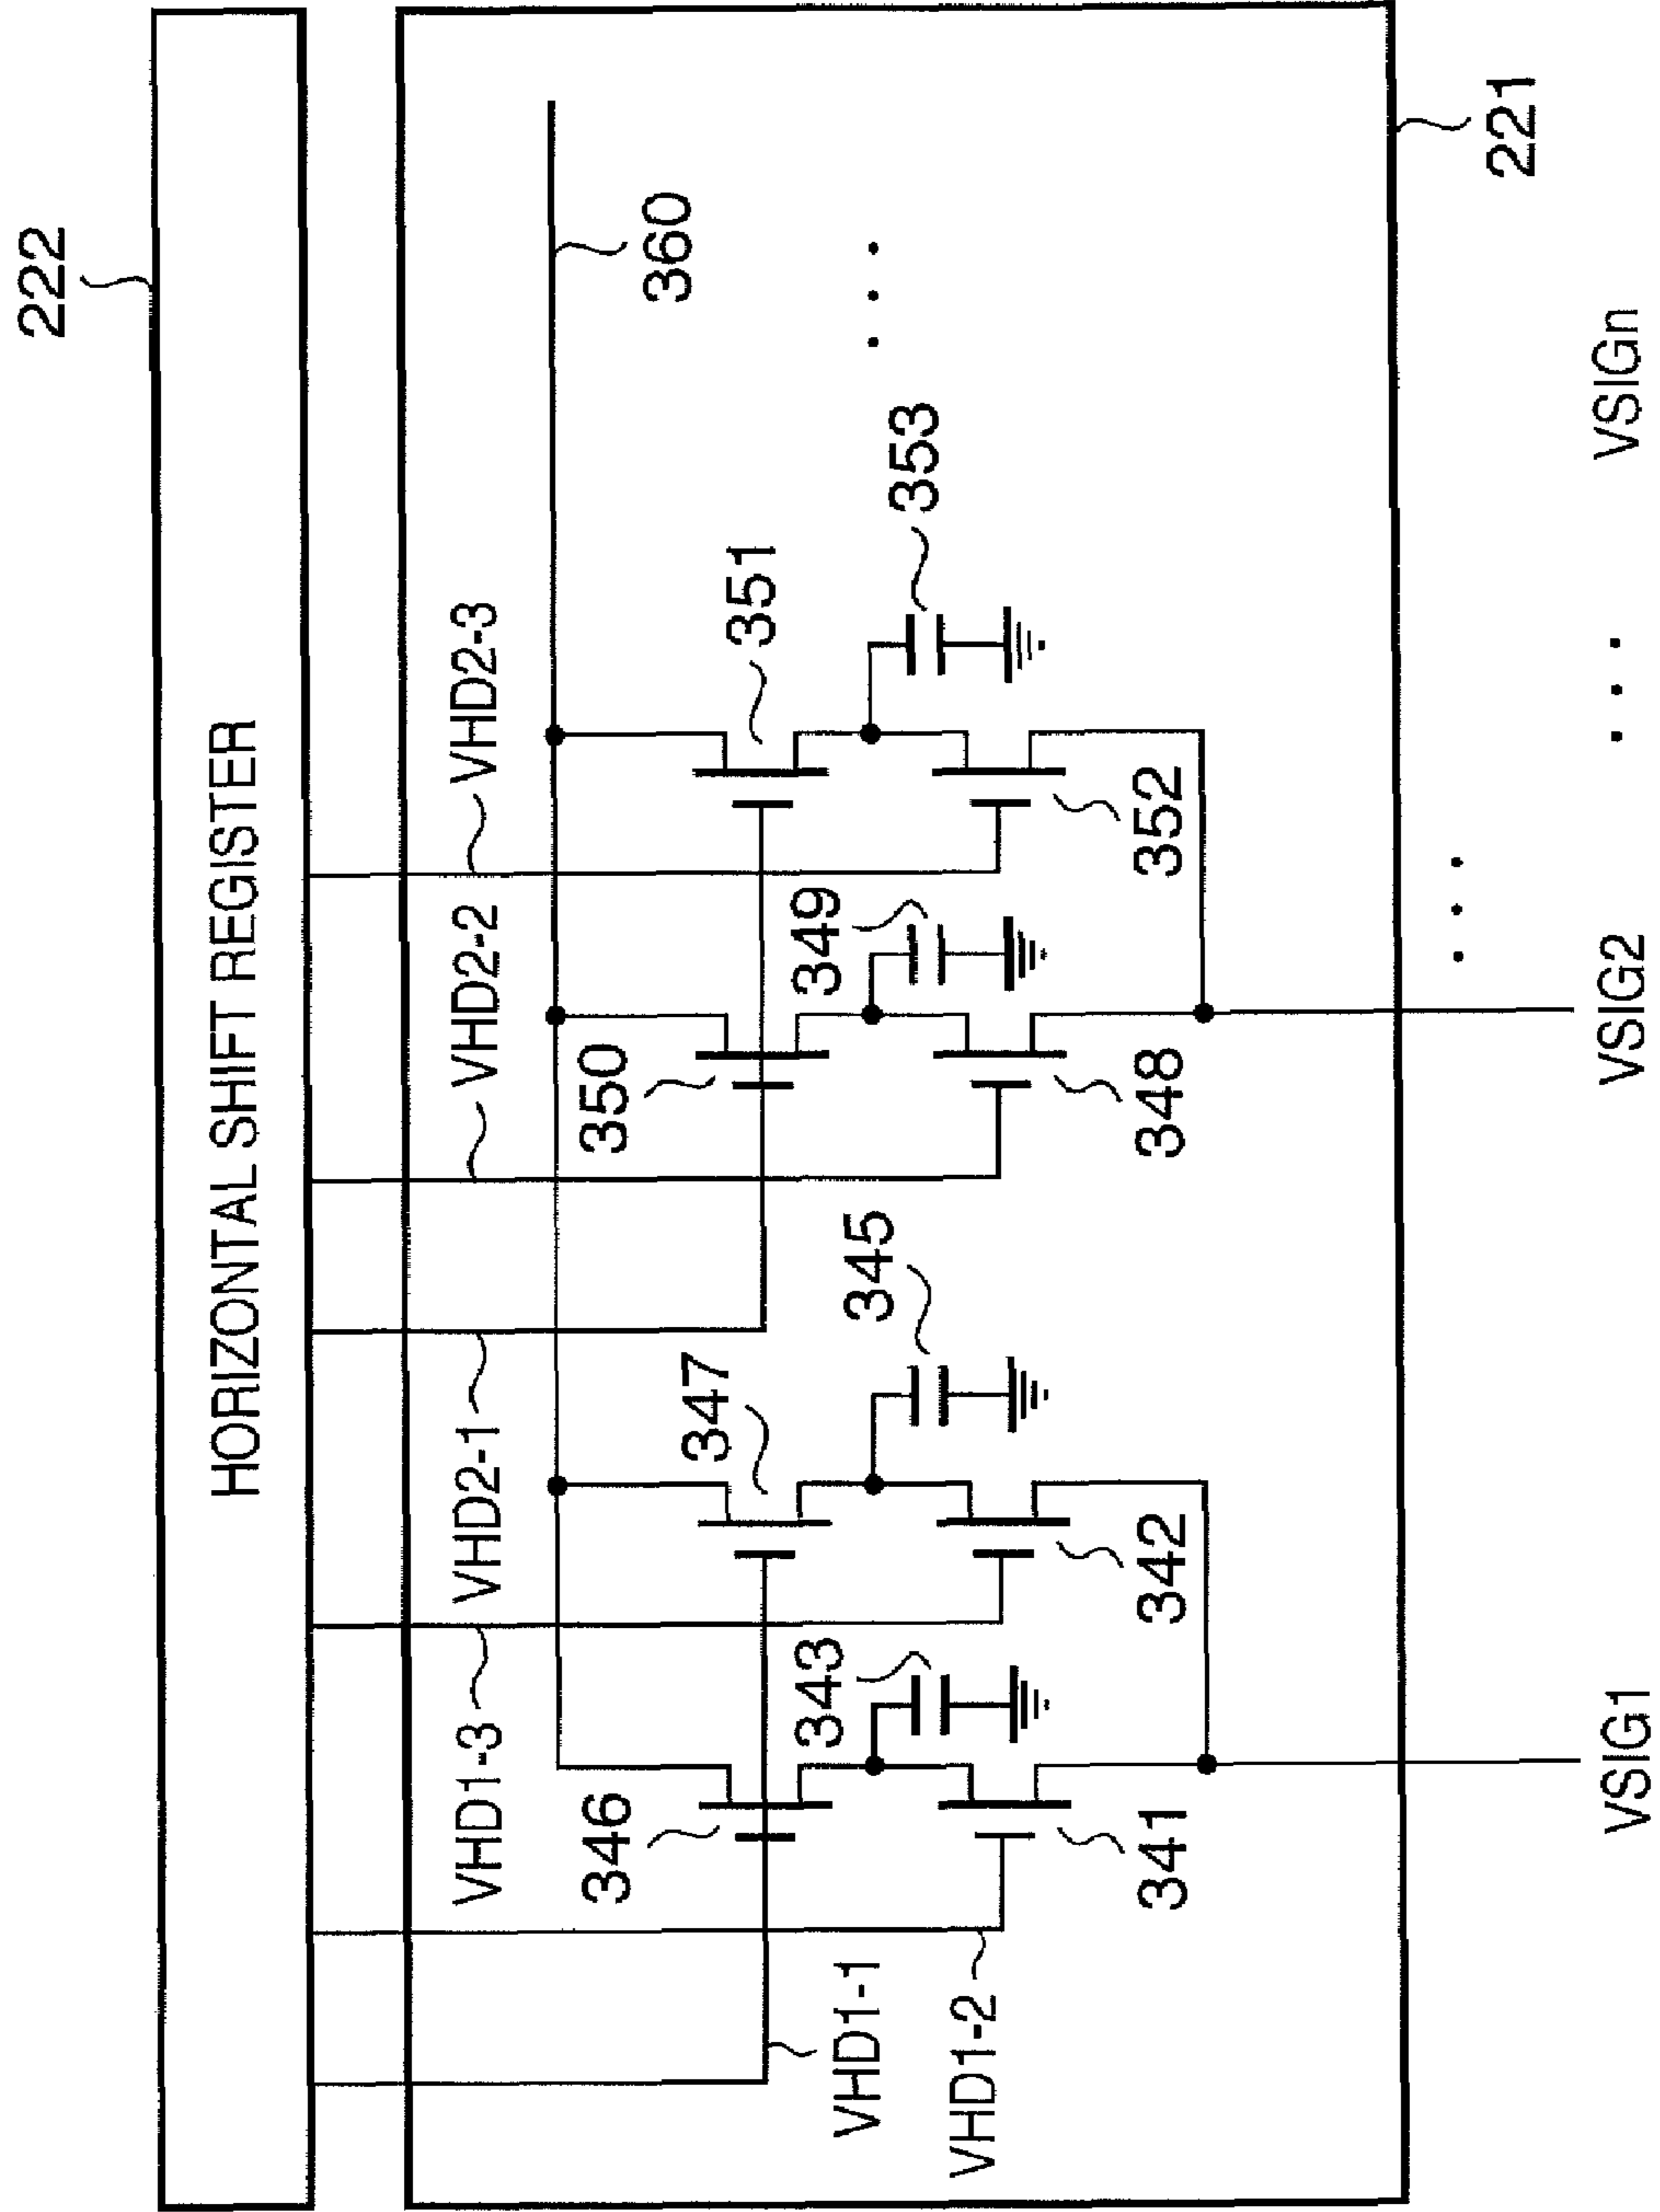 222
HORIZONTAL SHIFT REGISTER
VHD1-3
VHD2-1
VHD2-2
VHD2-3
360
346
347
350
351
343
345
349
353
...
VHD1-1
VHD1-2
341
342
348
352
...
221
VSIG1
VSIG2
...
VSIGn